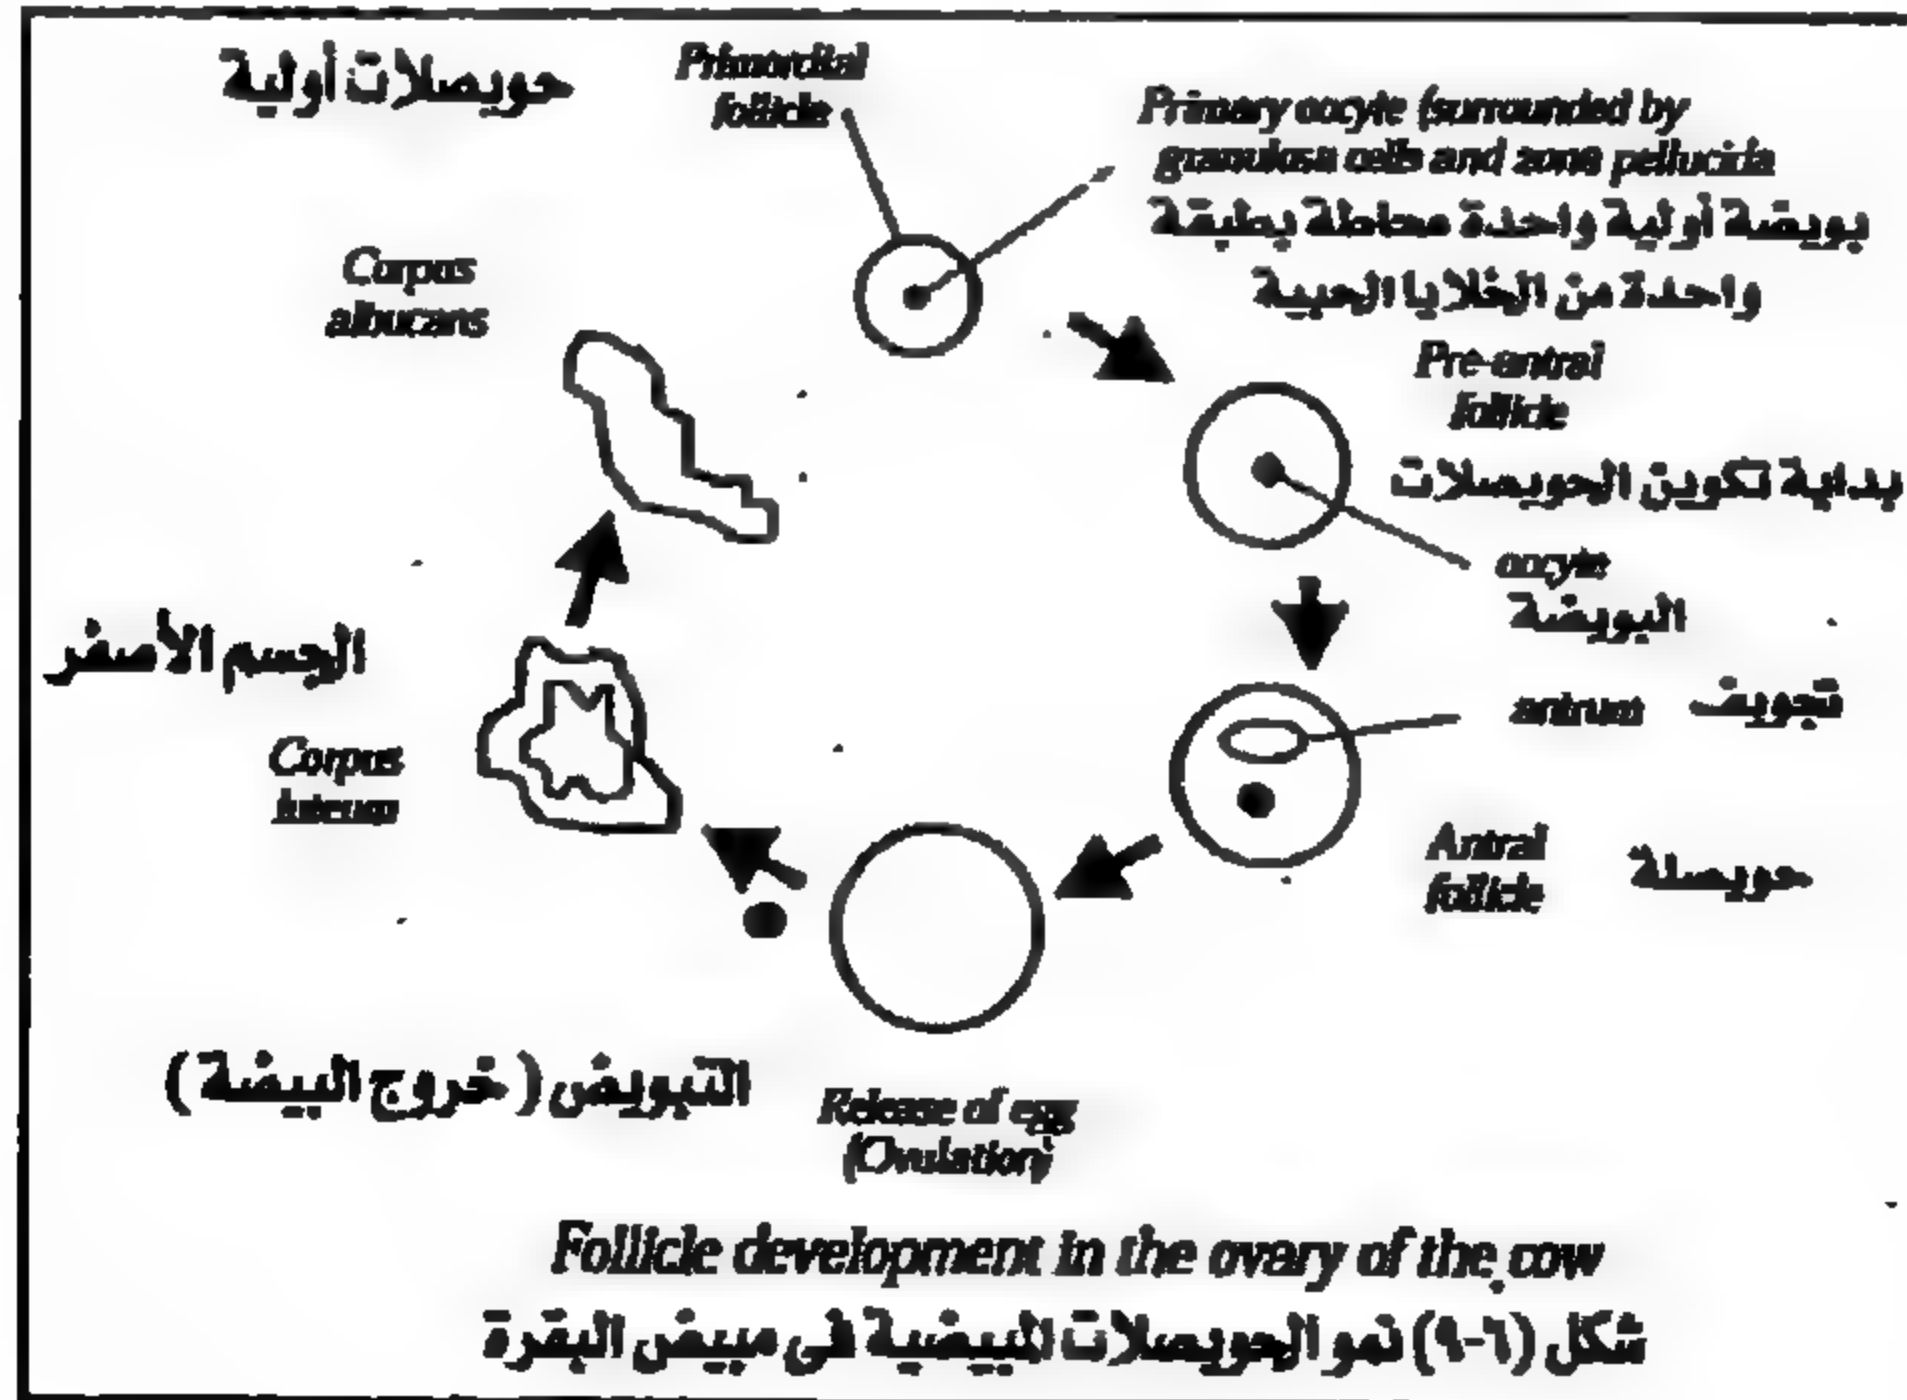 حويصلات أولية
Primordial
follicle
Primary oocyte (surrounded by
granulosa cells and zona pellucida
بويضة أولية واحدة محاطة بطبقة
واحدة من الخلايا الحبية
Corpus
albucans
Pre-antral
follicle
بداية تكوين الحويصلات
oocyte
البويضة
الجسم الأصفر
antrum تجويف
Corpus
luteum
Antral
follicle
حويصلة
التبويض ( خروج البيضة )
Release of egg
(Ovulation)
Follicle development in the ovary of the cow
شكل (٦-٩) نمو الحويصلات المبيضية في مبيض البقرة